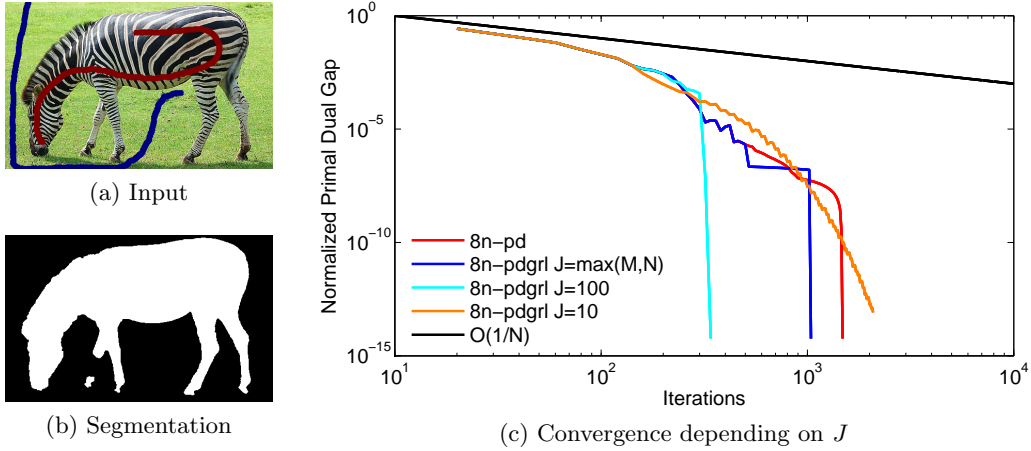 (a) Input
(b) Segmentation
Normalized Primal Dual Gap
10^0
10^-5
10^-10
10^-15
8n-pd
8n-pdgrl J=max(M,N)
8n-pdgrl J=100
8n-pdgrl J=10
O(1/N)
10^1 10^2 10^3 10^4
Iterations
(c) Convergence depending on J